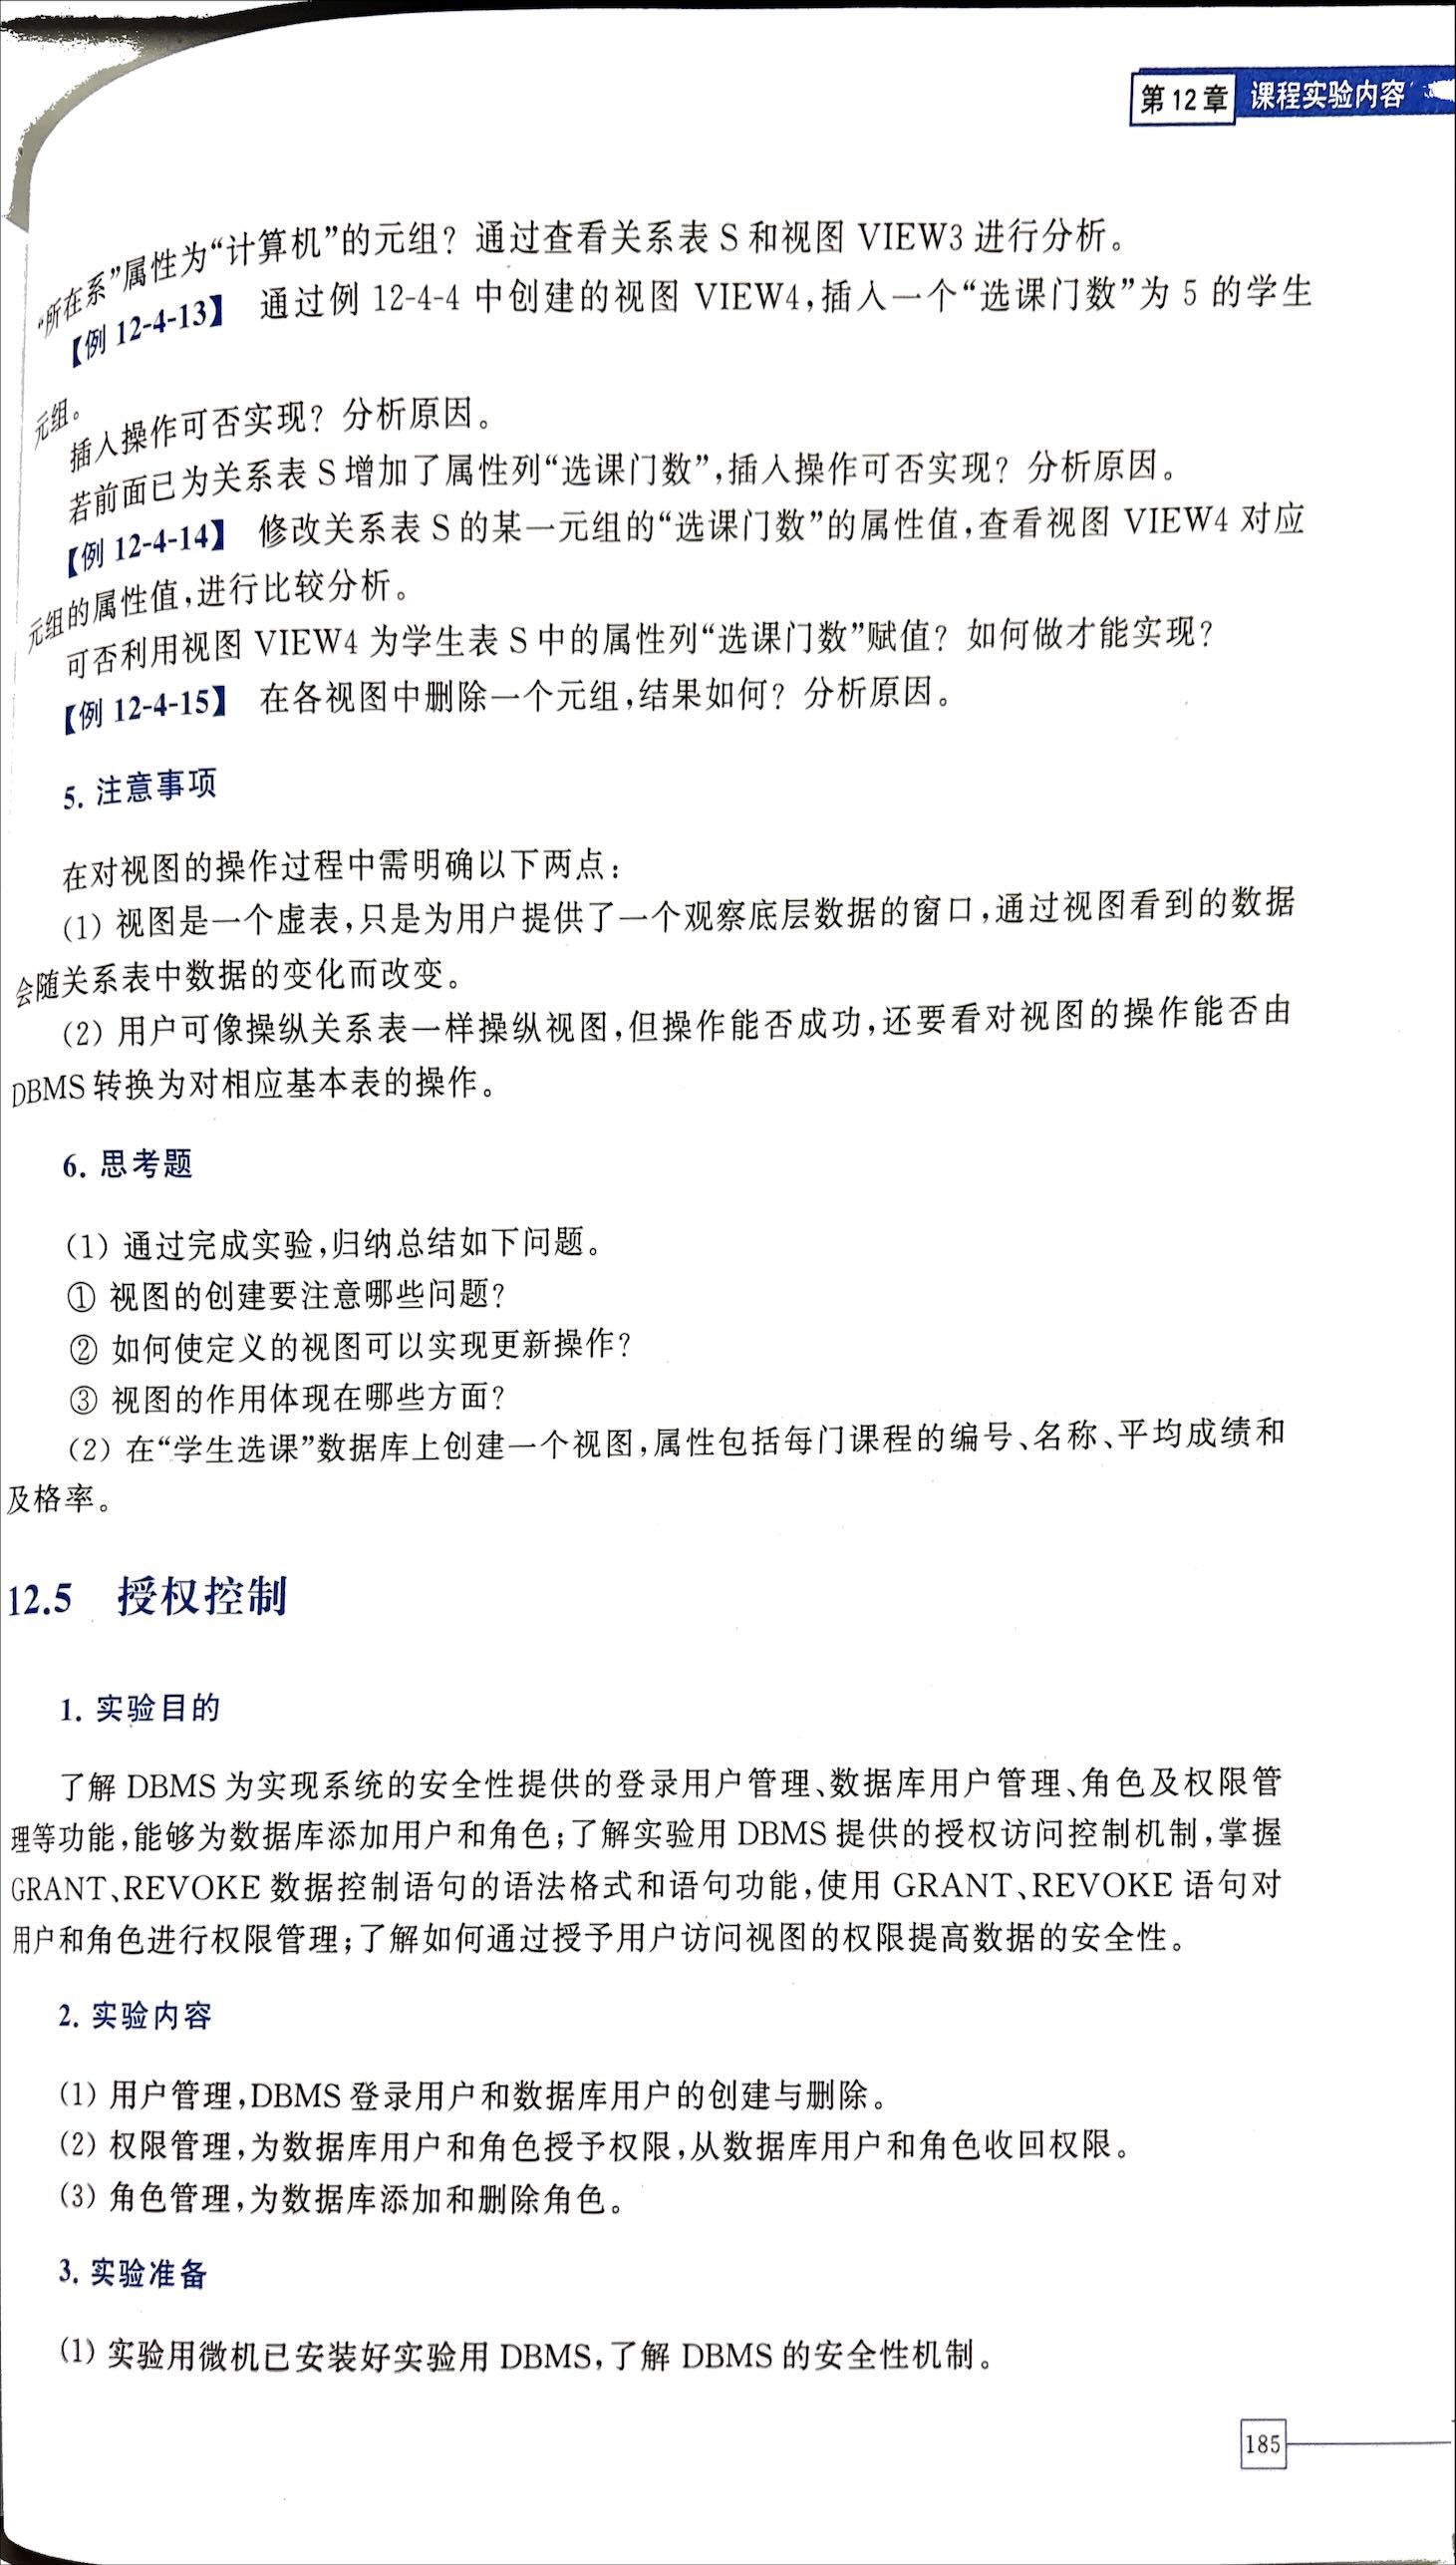 第12章 课程实验内容
“所在系”属性为“计算机”的元组？通过查看关系表 S 和视图 VIEW3 进行分析。
【例 12-4-13】 通过例 12-4-4 中创建的视图 VIEW4，插入一个“选课门数”为 5 的学生
元组。
插入操作可否实现？分析原因。
若前面已为关系表 S 增加了属性列“选课门数”，插入操作可否实现？分析原因。
【例 12-4-14】 修改关系表 S 的某一元组的“选课门数”的属性值，查看视图 VIEW4 对应
元组的属性值，进行比较分析。
可否利用视图 VIEW4 为学生表 S 中的属性列“选课门数”赋值？如何做才能实现？
【例 12-4-15】 在各视图中删除一个元组，结果如何？分析原因。
5. 注意事项
在对视图的操作过程中需明确以下两点：
(1) 视图是一个虚表，只是为用户提供了一个观察底层数据的窗口，通过视图看到的数据
会随关系表中数据的变化而改变。
(2) 用户可像操纵关系表一样操纵视图，但操作能否成功，还要看对视图的操作能否由
DBMS 转换为对相应基本表的操作。
6. 思考题
(1) 通过完成实验，归纳总结如下问题。
① 视图的创建要注意哪些问题？
② 如何使定义的视图可以实现更新操作？
③ 视图的作用体现在哪些方面？
(2) 在“学生选课”数据库上创建一个视图，属性包括每门课程的编号、名称、平均成绩和
及格率。
12.5 授权控制
1. 实验目的
了解 DBMS 为实现系统的安全性提供的登录用户管理、数据库用户管理、角色及权限管
理等功能，能够为数据库添加用户和角色；了解实验用 DBMS 提供的授权访问控制机制，掌握
GRANT、REVOKE 数据控制语句的语法格式和语句功能，使用 GRANT、REVOKE 语句对
用户和角色进行权限管理；了解如何通过授予用户访问视图的权限提高数据的安全性。
2. 实验内容
(1) 用户管理，DBMS 登录用户和数据库用户的创建与删除。
(2) 权限管理，为数据库用户和角色授予权限，从数据库用户和角色收回权限。
(3) 角色管理，为数据库添加和删除角色。
3. 实验准备
(1) 实验用微机已安装好实验用 DBMS，了解 DBMS 的安全性机制。
185